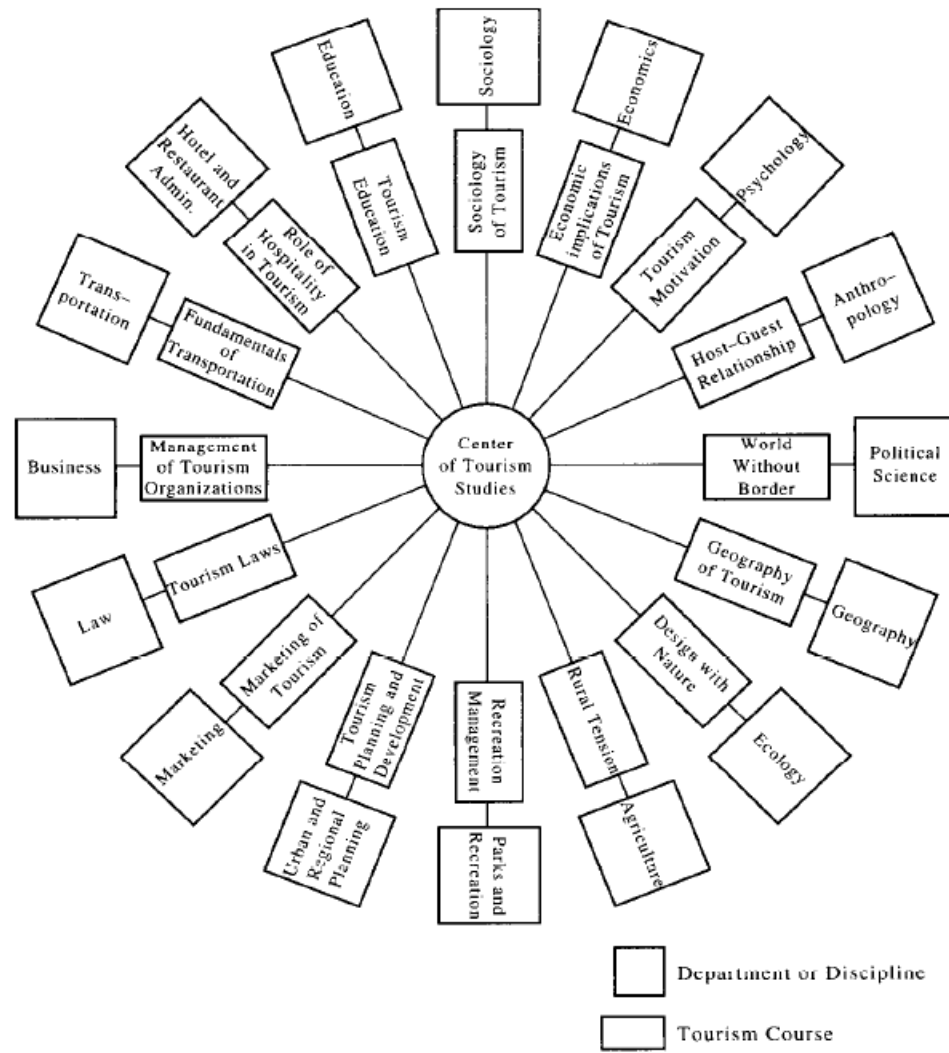 Sociology
Sociology
of Tourism
Economics
Economic
implications
of Tourism
Psychology
Tourism
Motivation
Anthro-
pology
Host-Guest
Relationship
Political
Science
World
Without
Border
Geography
Geography
of Tourism
Ecology
Design with
Nature
Agriculture
Rural Tension
Parks and
Recreation
Recreation
Management
Urban and
Regional
Planning
Tourism
Planning and
Development
Marketing
Marketing of
Tourism
Law
Tourism Laws
Business
Management
of Tourism
Organizations
Trans-
portation
Fundamentals
of
Transportation
Hotel and
Restaurant
Admin.
Role of
Hospitality
in Tourism
Education
Tourism
Education
Center
of Tourism
Studies
Department or Discipline
Tourism Course